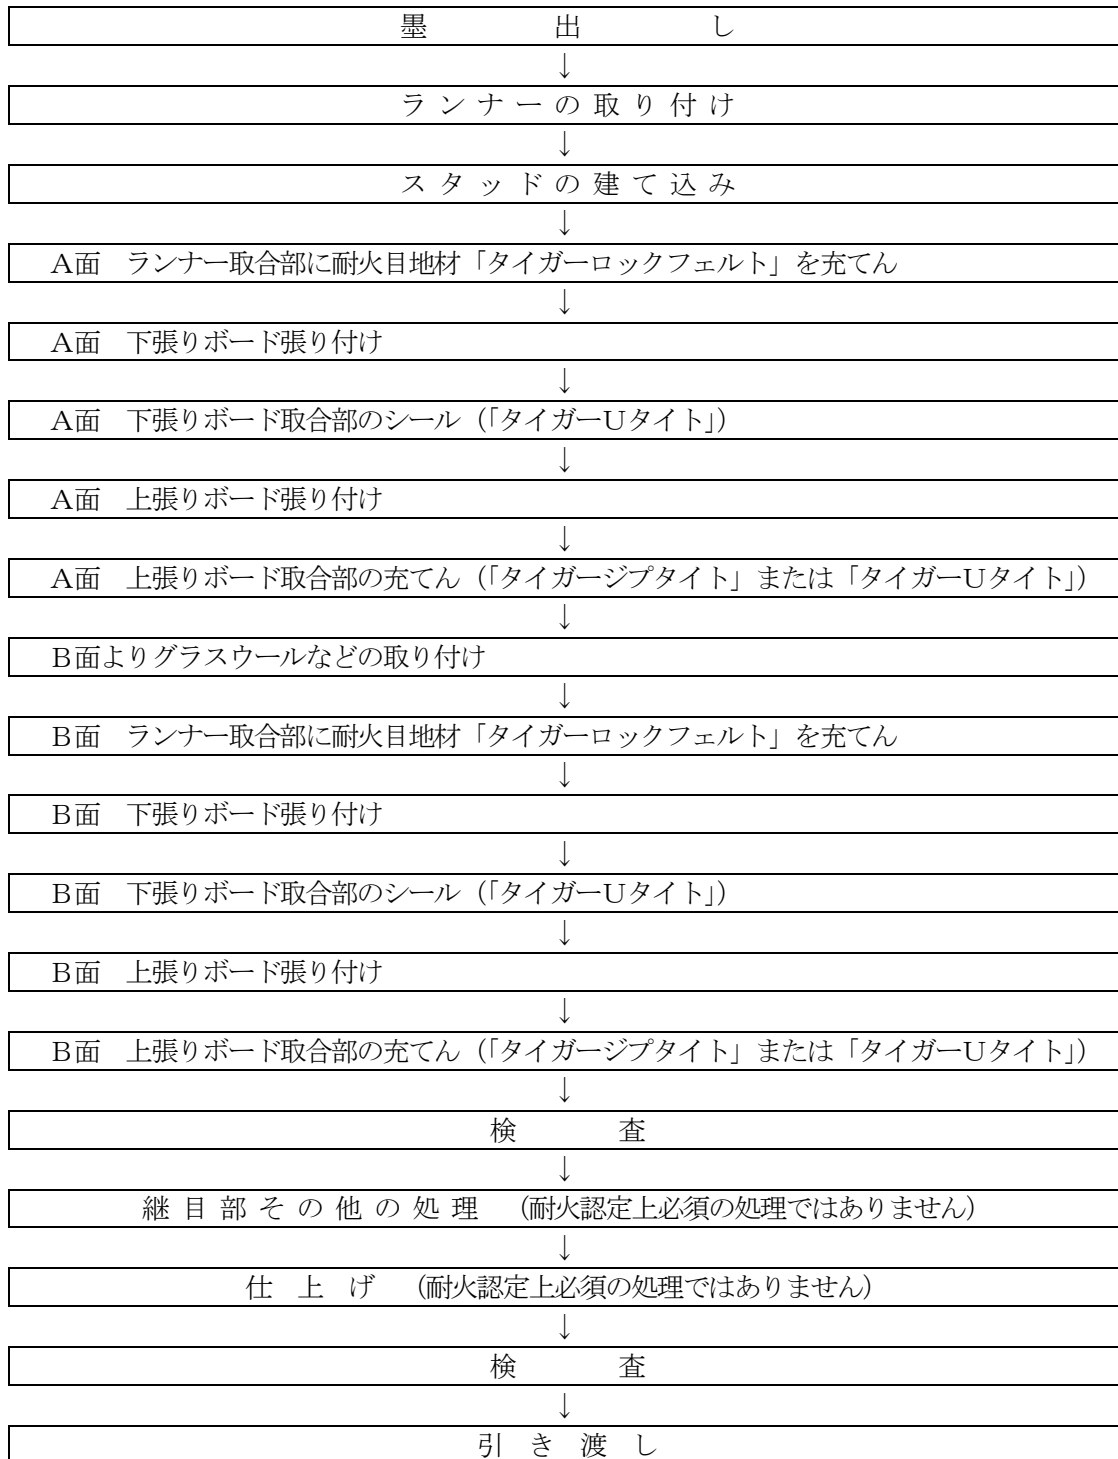 墨出し
↓
ランナーの取り付け
↓
スタッドの建て込み
↓
A面 ランナー取合部に耐火目地材「タイガーロックフェルト」を充てん
↓
A面 下張りボード張り付け
↓
A面 下張りボード取合部のシール(「タイガーUタイト」)
↓
A面 上張りボード張り付け
↓
A面 上張りボード取合部の充てん(「タイガージプタイト」または「タイガーUタイト」)
↓
B面よりグラスウールなどの取り付け
↓
B面 ランナー取合部に耐火目地材「タイガーロックフェルト」を充てん
↓
B面 下張りボード張り付け
↓
B面 下張りボード取合部のシール(「タイガーUタイト」)
↓
B面 上張りボード張り付け
↓
B面 上張りボード取合部の充てん(「タイガージプタイト」または「タイガーUタイト」)
↓
検査
↓
継目部その他の処理 (耐火認定上必須の処理ではありません)
↓
仕上げ (耐火認定上必須の処理ではありません)
↓
検査
↓
引き渡し